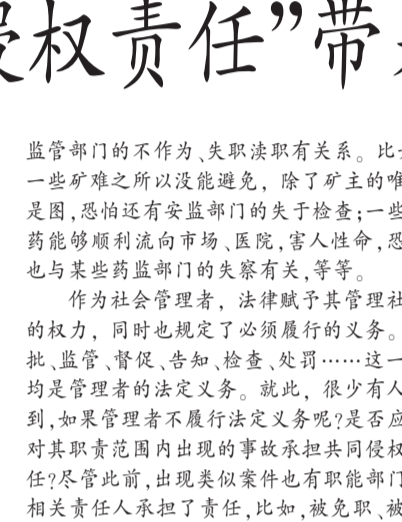 侵权责任”带
监管部门的不作为、失职渎职有关系。比
一些矿难之所以没能避免，除了矿主的唯
是图，恐怕还有安监部门的失于检查；一些
药能够顺利流向市场、医院，害人性命，恐
也与某些药监部门的失察有关，等等。
作为社会管理者，法律赋予其管理社
的权力，同时也规定了必须履行的义务。
批、监管、督促、告知、检查、处罚……这一
均是管理者的法定义务。就此，很少有人
到，如果管理者不履行法定义务呢？是否应
对其职责范围内出现的事故承担共同侵权
任？尽管此前，出现类似案件也有职能部门
相关责任人承担了责任，比如，被免职、被